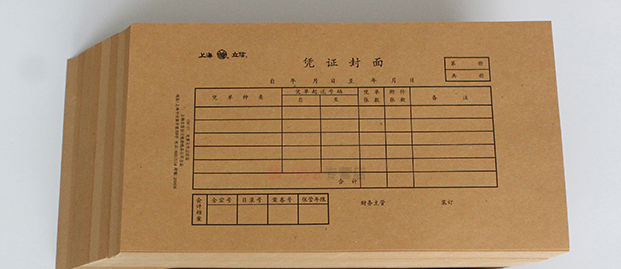 上海 立信
凭证封面
第 册
共 册
自 年 月 日 至 年 月 日
凭单种类 凭单起讫号码 凭单张数 附件张数 备注
自 至
合计
会计档案 全宗号 目录号 案卷号 保管年限
财务主管 装订